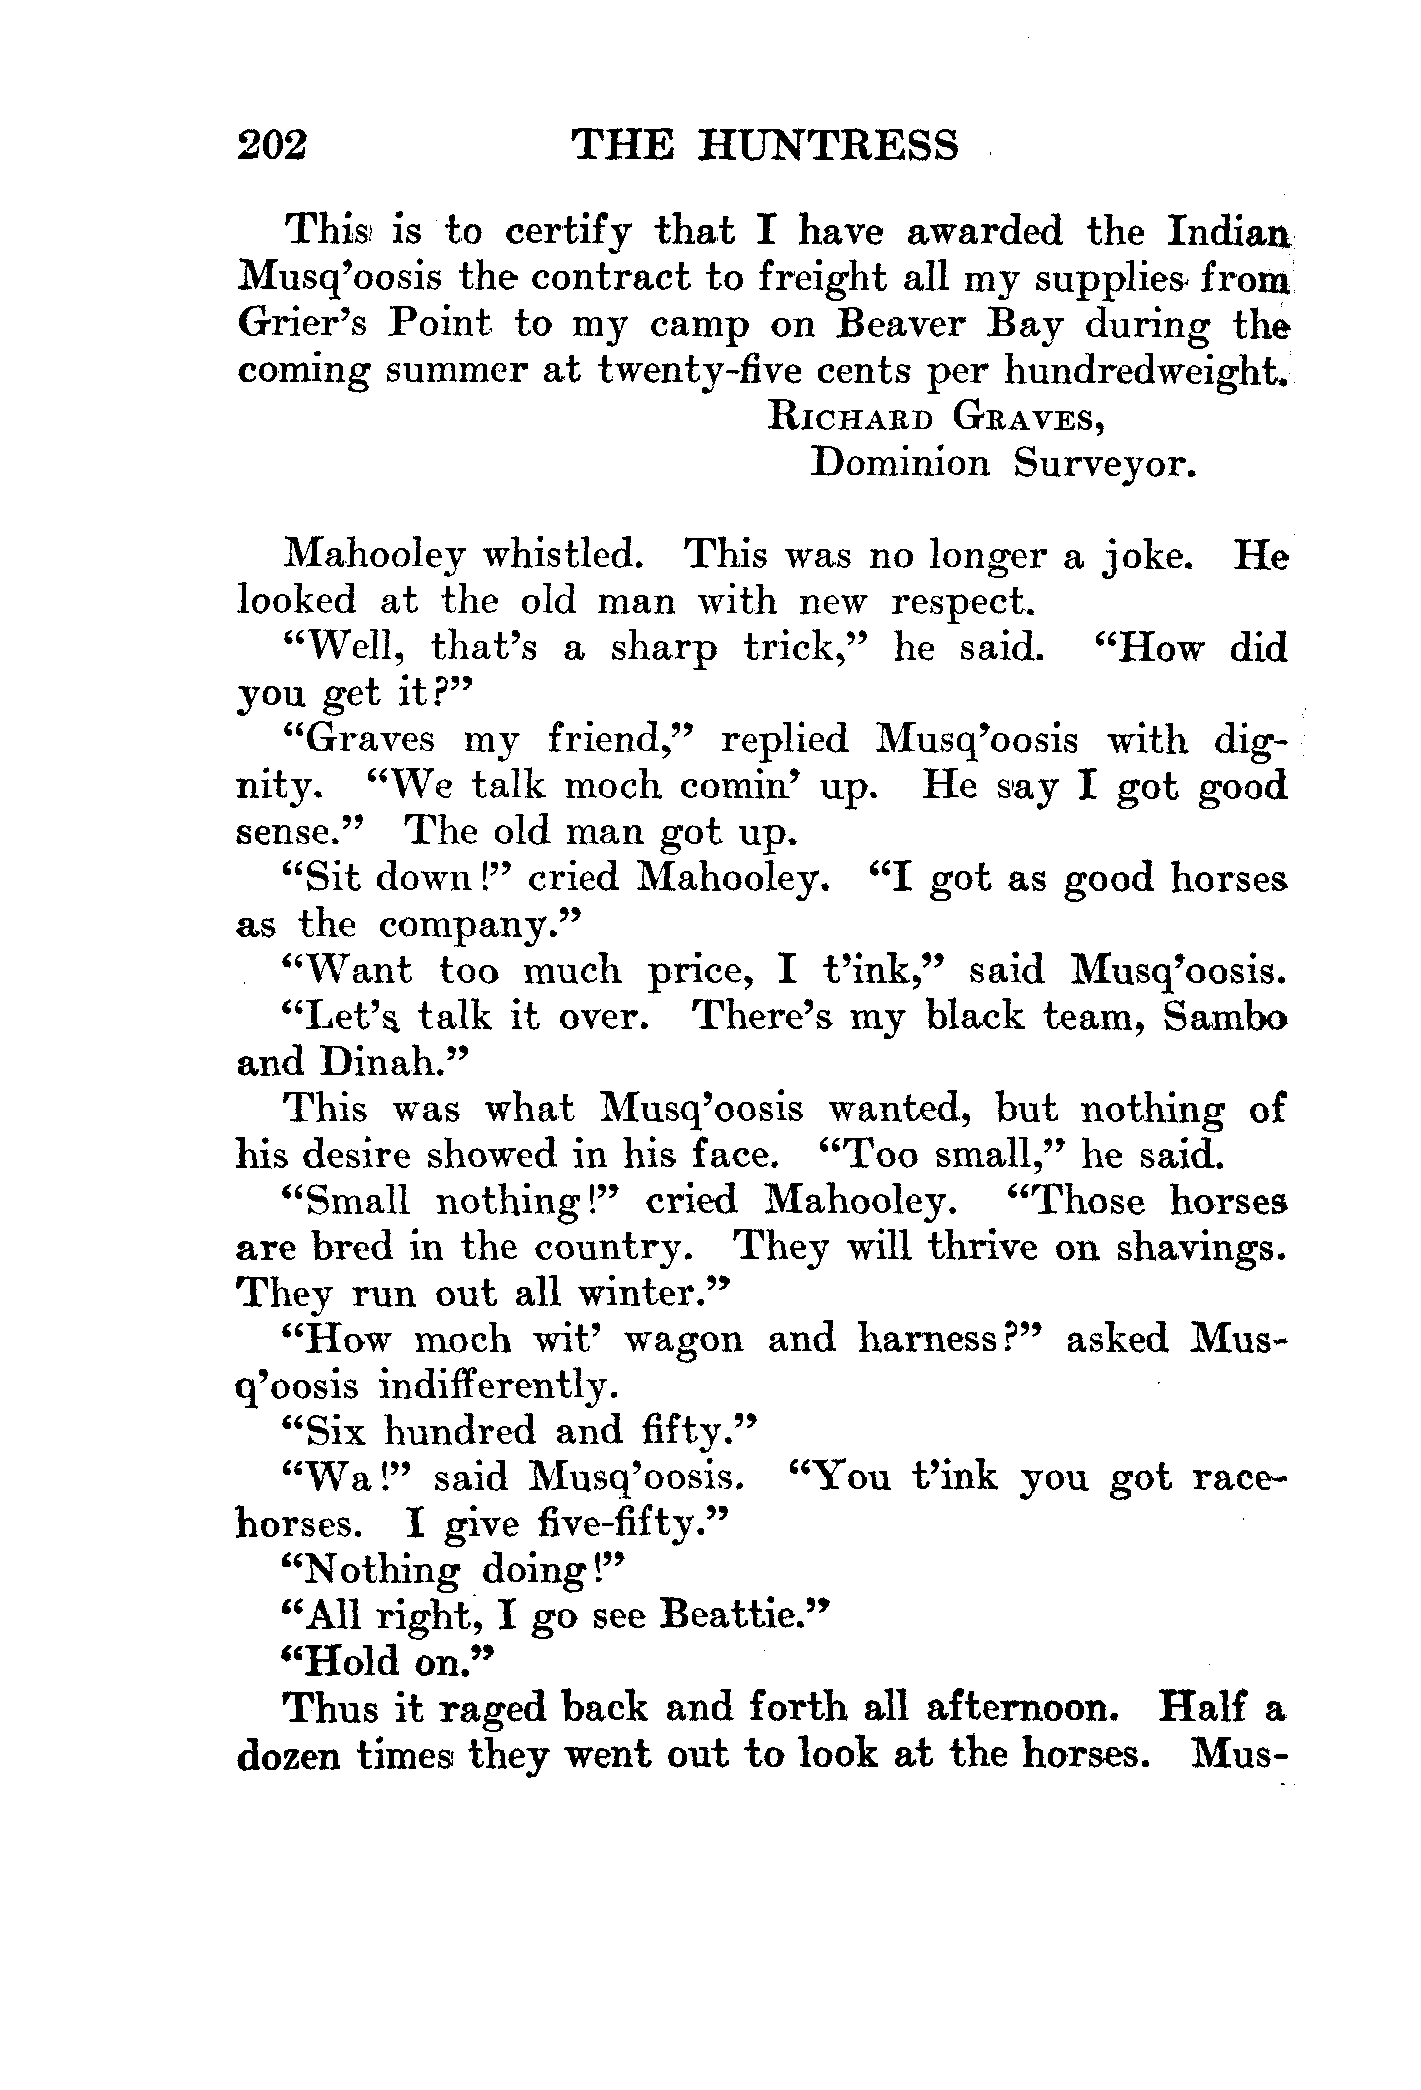 202 THE HUNTRESS
This is to certify that I have awarded the Indian
Musq’oosis the contract to freight all my supplies from
Grier’s Point to my camp on Beaver Bay during the
coming summer at twenty-five cents per hundredweight.
RICHARD GRAVES,
Dominion Surveyor.
Mahooley whistled. This was no longer a joke. He
looked at the old man with new respect.
“Well, that’s a sharp trick,” he said. “How did
you get it?”
“Graves my friend,” replied Musq’oosis with dig-
nity. “We talk moch comin’ up. He say I got good
sense.” The old man got up.
“Sit down!” cried Mahooley. “I got as good horses
as the company.”
“Want too much price, I t’ink,” said Musq’oosis.
“Let’s talk it over. There’s my black team, Sambo
and Dinah.”
This was what Musq’oosis wanted, but nothing of
his desire showed in his face. “Too small,” he said.
“Small nothing!” cried Mahooley. “Those horses
are bred in the country. They will thrive on shavings.
They run out all winter.”
“How moch wit’ wagon and harness?” asked Mus-
q’oosis indifferently.
“Six hundred and fifty.”
“Wa!” said Musq’oosis. “You t’ink you got race-
horses. I give five-fifty.”
“Nothing doing!”
“All right, I go see Beattie.”
“Hold on.”
Thus it raged back and forth all afternoon. Half a
dozen times they went out to look at the horses. Mus-